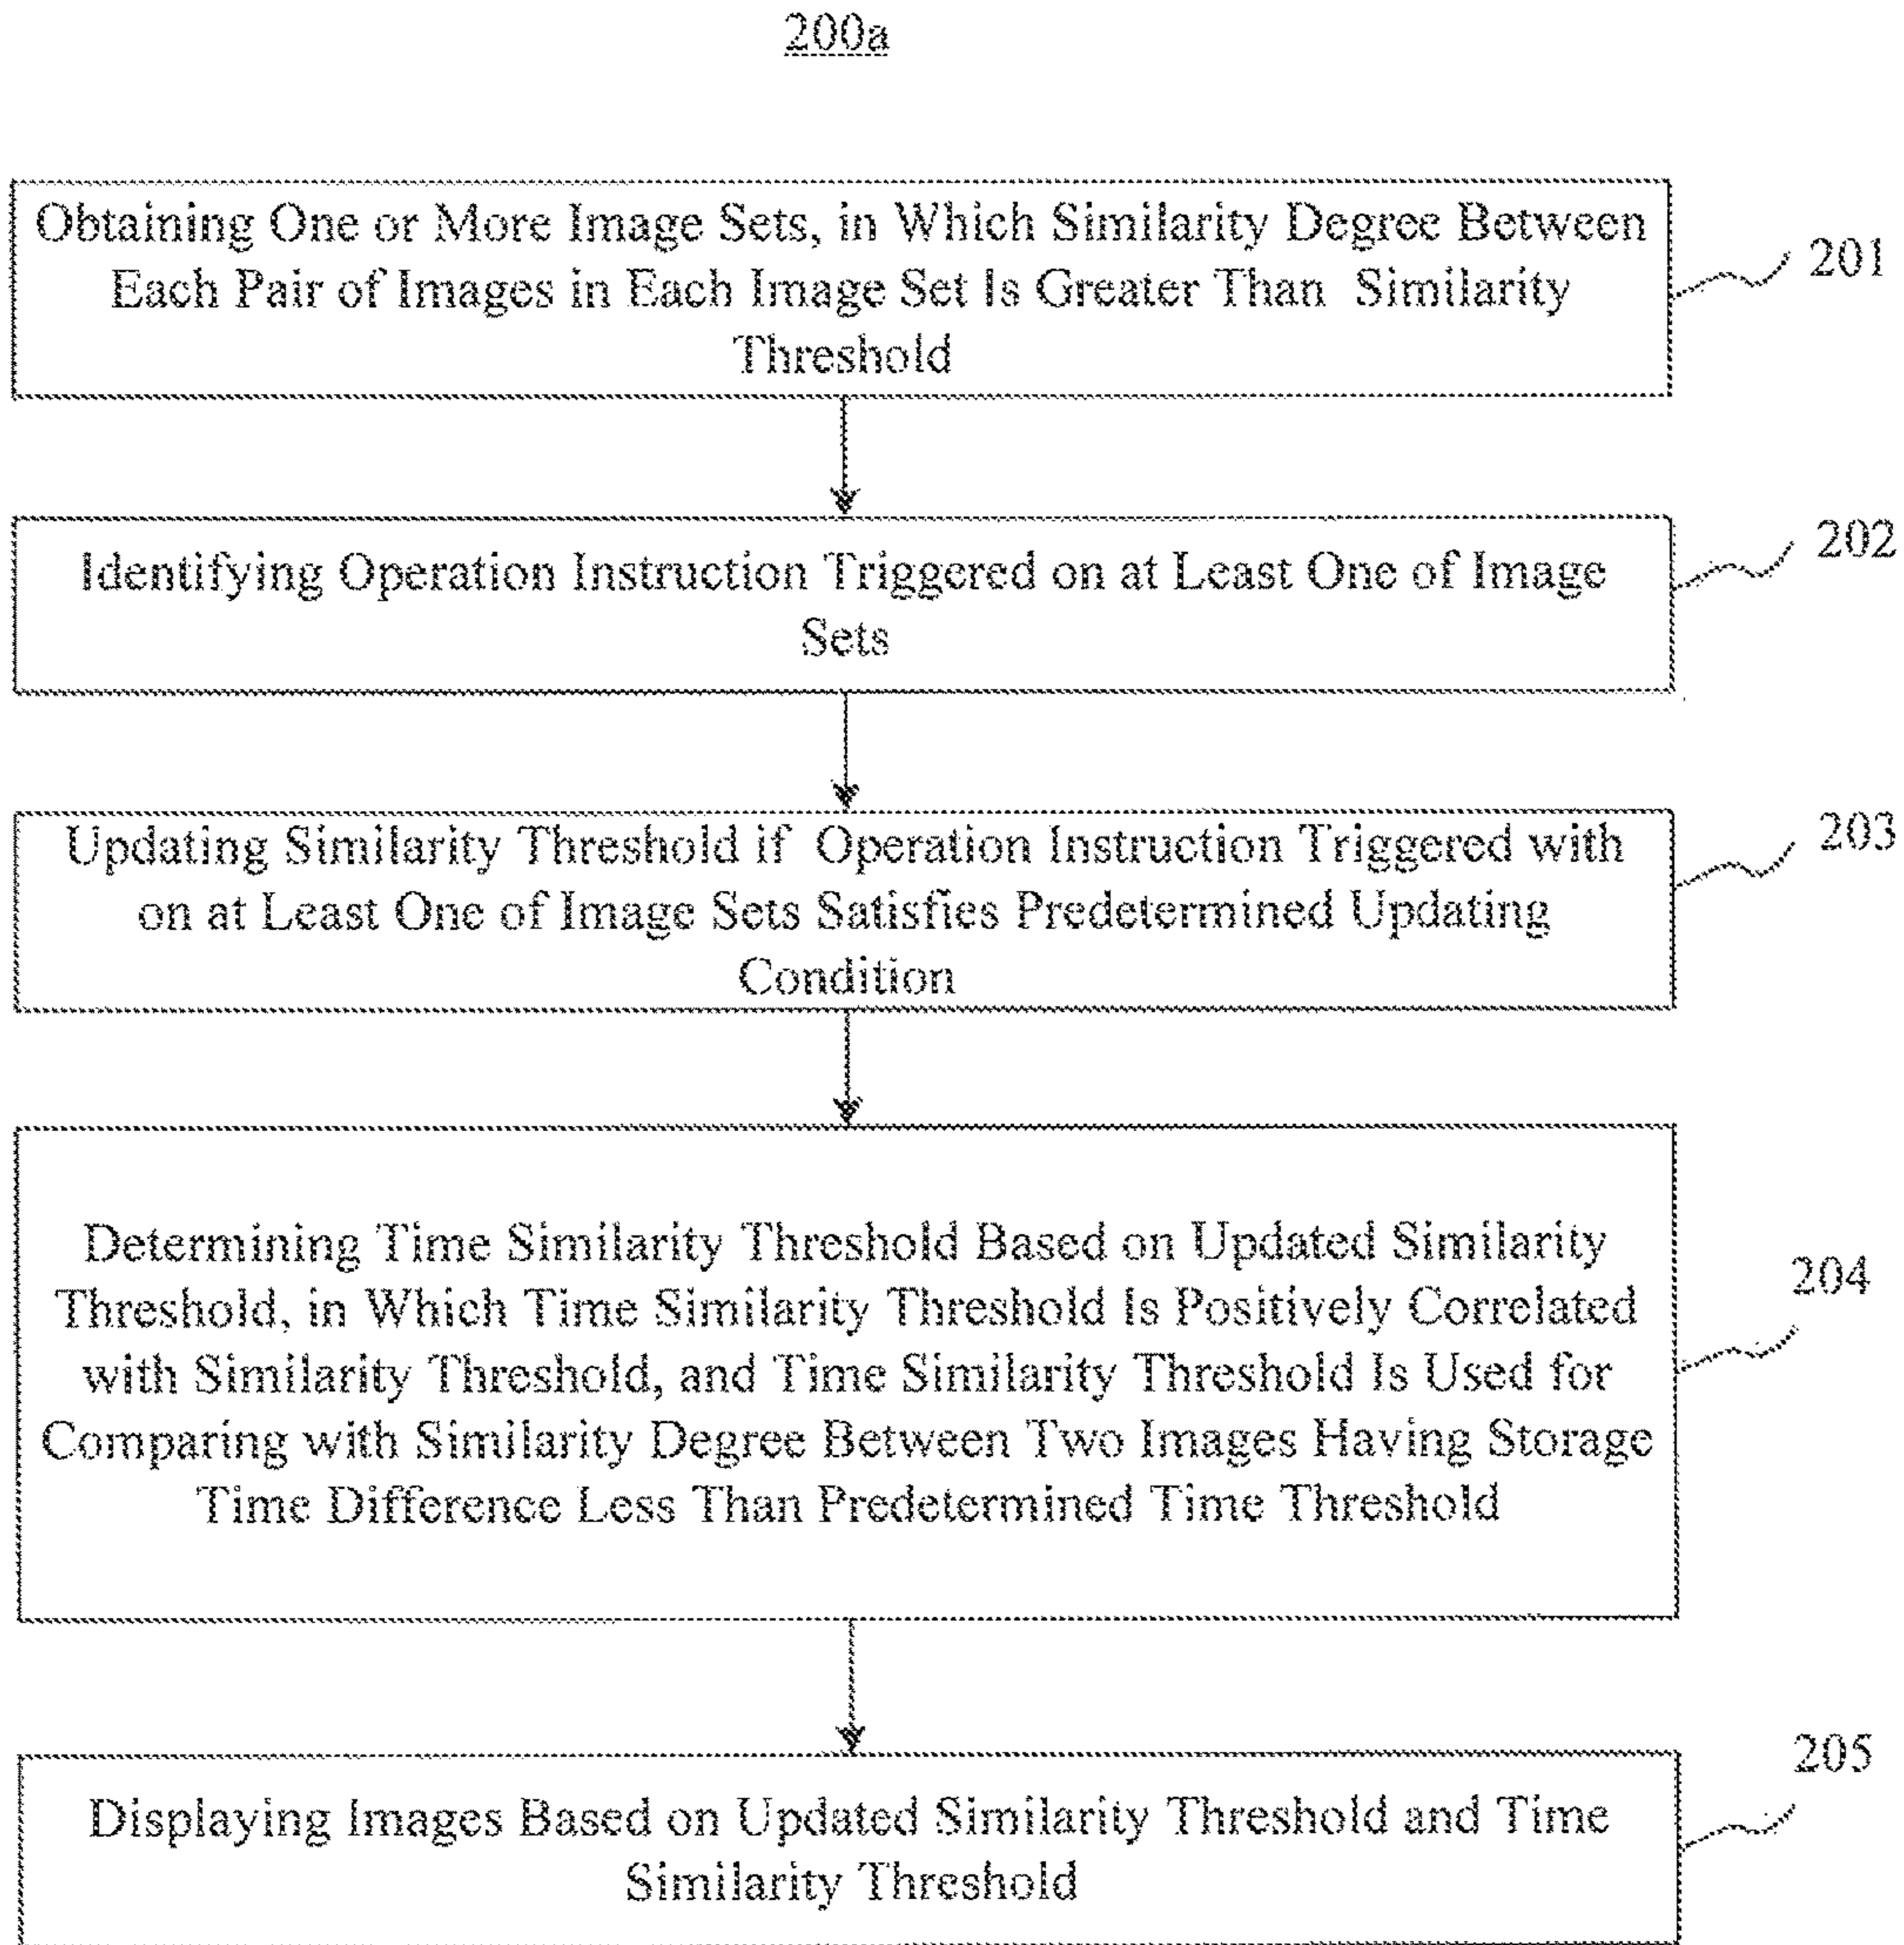 200a
Obtaining One or More Image Sets, in Which Similarity Degree Between
Each Pair of Images in Each Image Set Is Greater Than Similarity
Threshold
201
Identifying Operation Instruction Triggered on at Least One of Image
Sets
202
Updating Similarity Threshold if Operation Instruction Triggered with
on at Least One of Image Sets Satisfies Predetermined Updating
Condition
203
Determining Time Similarity Threshold Based on Updated Similarity
Threshold, in Which Time Similarity Threshold Is Positively Correlated
with Similarity Threshold, and Time Similarity Threshold Is Used for
Comparing with Similarity Degree Between Two Images Having Storage
Time Difference Less Than Predetermined Time Threshold
204
Displaying Images Based on Updated Similarity Threshold and Time
Similarity Threshold
205